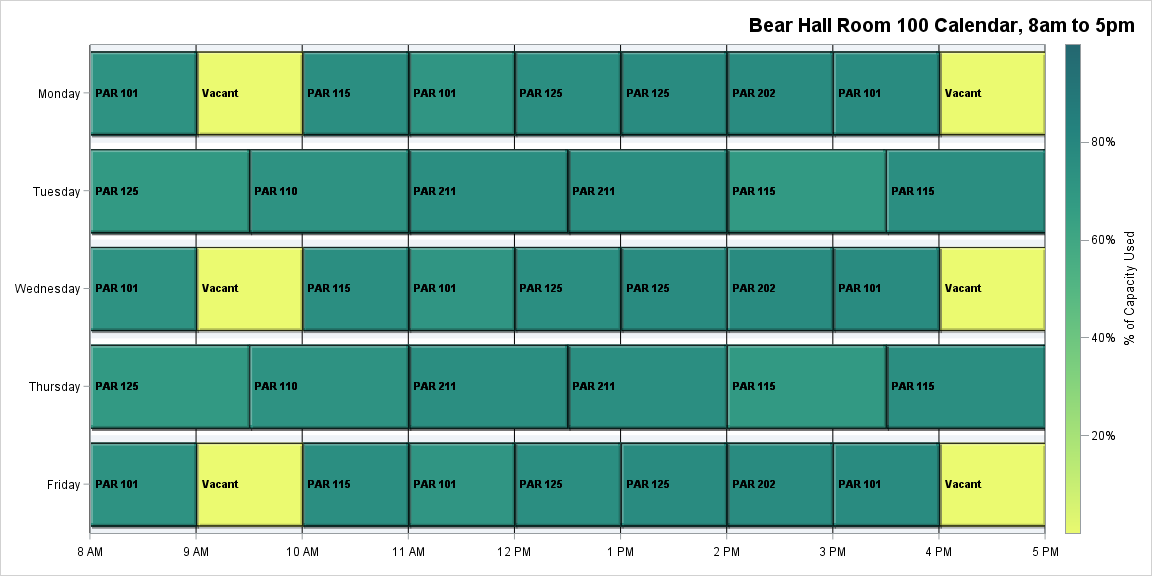 Bear Hall Room 100 Calendar, 8am to 5pm
Monday
PAR 101
Vacant
PAR 115
PAR 101
PAR 125
PAR 125
PAR 202
PAR 101
Vacant
Tuesday
PAR 125
PAR 110
PAR 211
PAR 211
PAR 115
PAR 115
Wednesday
PAR 101
Vacant
PAR 115
PAR 101
PAR 125
PAR 125
PAR 202
PAR 101
Vacant
Thursday
PAR 125
PAR 110
PAR 211
PAR 211
PAR 115
PAR 115
Friday
PAR 101
Vacant
PAR 115
PAR 101
PAR 125
PAR 125
PAR 202
PAR 101
Vacant
8 AM
9 AM
10 AM
11 AM
12 PM
1 PM
2 PM
3 PM
4 PM
5 PM
80%
60%
40%
20%
% of Capacity Used